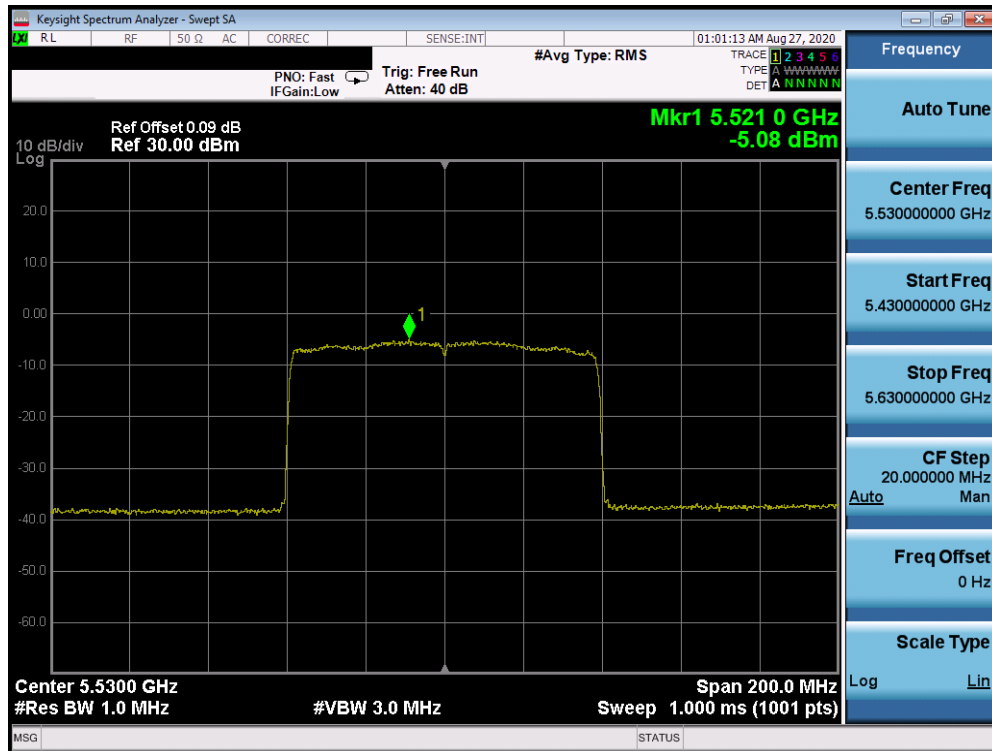 Keysight Spectrum Analyzer - Swept SA
LXI RL RF 50 Ω AC CORREC SENSE:INT 01:01:13 AM Aug 27, 2020
#Avg Type: RMS TRACE 1 2 3 4 5 6
PNO: Fast Trig: Free Run TYPE A WWWWW
IFGain:Low Atten: 40 dB DET A N N N N N
Mkr1 5.521 0 GHz
Ref Offset 0.09 dB
-5.08 dBm
10 dB/div Ref 30.00 dBm
Log
1
20.0
10.0
0.00
-10.0
-20.0
-30.0
-40.0
-50.0
-60.0
Center 5.5300 GHz Span 200.0 MHz
#Res BW 1.0 MHz #VBW 3.0 MHz Sweep 1.000 ms (1001 pts)
MSG STATUS
Frequency
Auto Tune
Center Freq
5.530000000 GHz
Start Freq
5.430000000 GHz
Stop Freq
5.630000000 GHz
CF Step
20.000000 MHz
Auto Man
Freq Offset
0 Hz
Scale Type
Log Lin